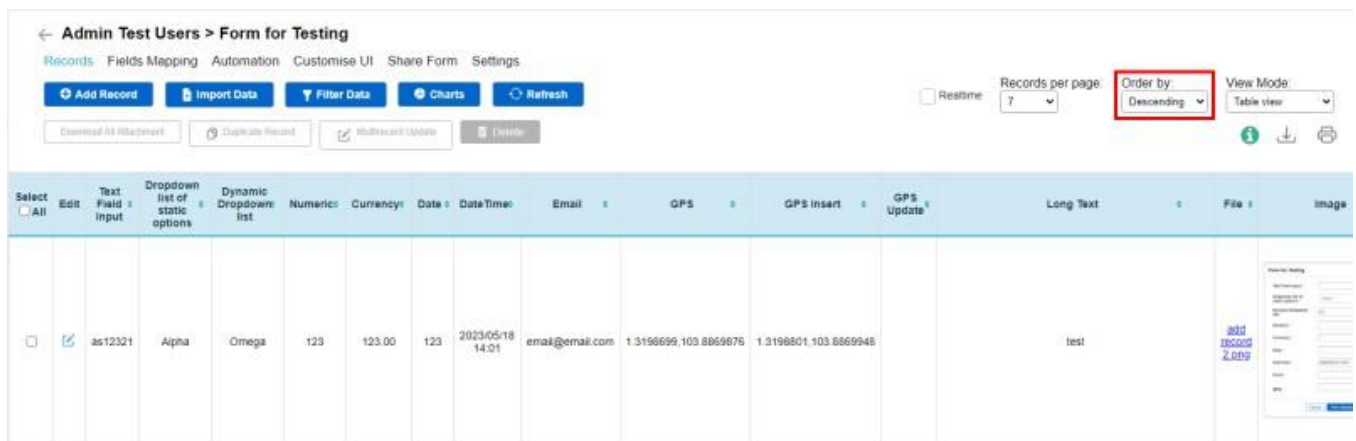 ← Admin Test Users > Form for Testing
Records Fields Mapping Automation Customise UI Share Form Settings
Add Record Import Data Filter Data Charts Refresh
Realtime
Records per page:
7
Order by:
Descending
View Mode:
Table view
Download All Attachment Duplicate Record Multirecord Update Delete
Select
All
Edit
Text
Field
Input
Dropdown
list of
static
options
Dynamic
Dropdown
list
Numeric
Currency
Date
DateTime
Email
GPS
GPS Insert
GPS
Update
Long Text
File
Image
as12321
Alpha
Omega
123
123.00
123
2023/05/18
14:01
email@email.com
1.3198699,103.8869876
1.3198801,103.8869948
test
add
record
2.png
Form for Testing